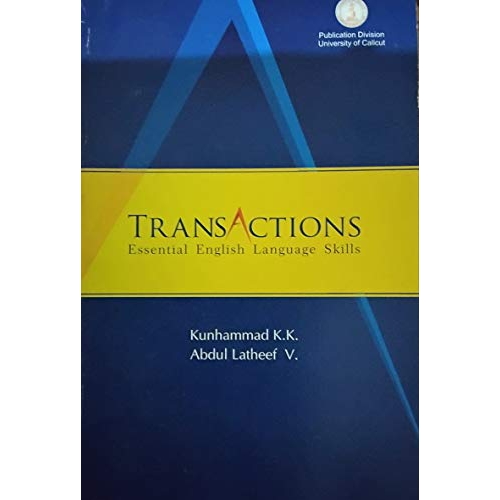 Publication Division
University of Calicut
TRANSACTIONS
Essential English Language Skills
Kunhammad K.K.
Abdul Latheef V.